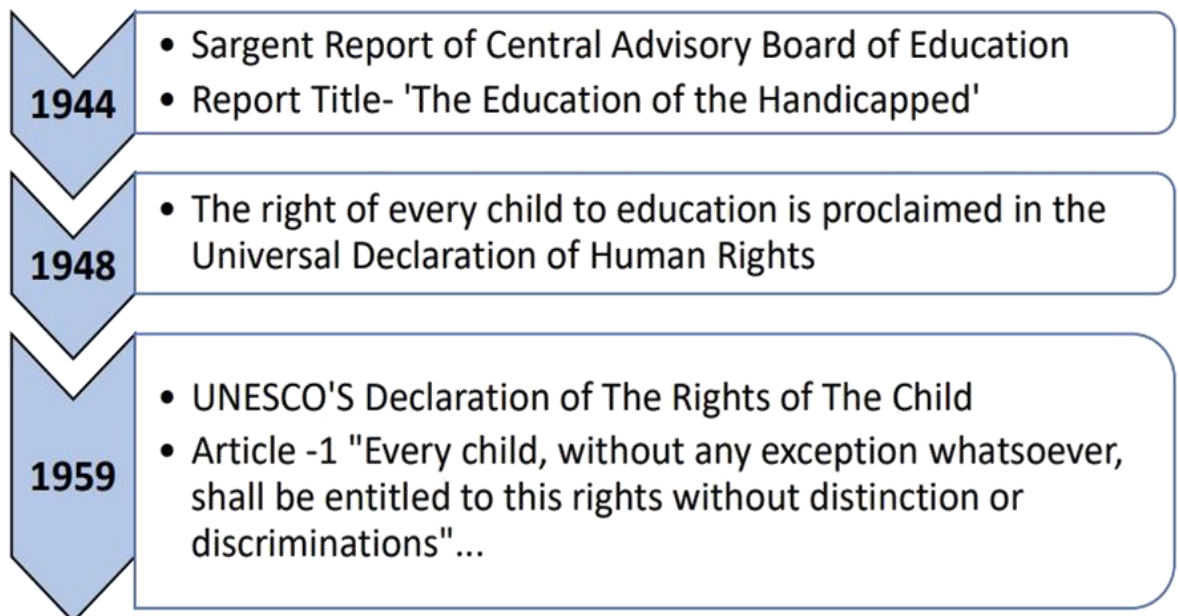 1944
• Sargent Report of Central Advisory Board of Education
• Report Title- 'The Education of the Handicapped'
1948
• The right of every child to education is proclaimed in the
Universal Declaration of Human Rights
1959
• UNESCO'S Declaration of The Rights of The Child
• Article -1 "Every child, without any exception whatsoever,
shall be entitled to this rights without distinction or
discriminations"...